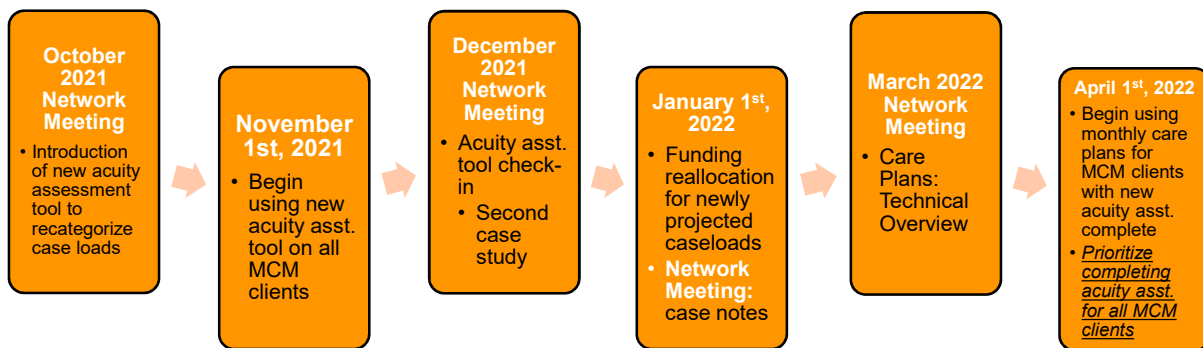 October
2021
Network
Meeting
• Introduction
of new acuity
assessment
tool to
recategorize
case loads
November
1st, 2021
• Begin
using new
acuity asst.
tool on all
MCM
clients
December
2021
Network
Meeting
• Acuity asst.
tool check-
in
• Second
case
study
January 1st,
2022
• Funding
reallocation
for newly
projected
caseloads
• Network
Meeting:
case notes
March 2022
Network
Meeting
• Care
Plans:
Technical
Overview
April 1st, 2022
• Begin using
monthly care
plans for
MCM clients
with new
acuity asst.
complete
• Prioritize
completing
acuity asst.
for all MCM
clients